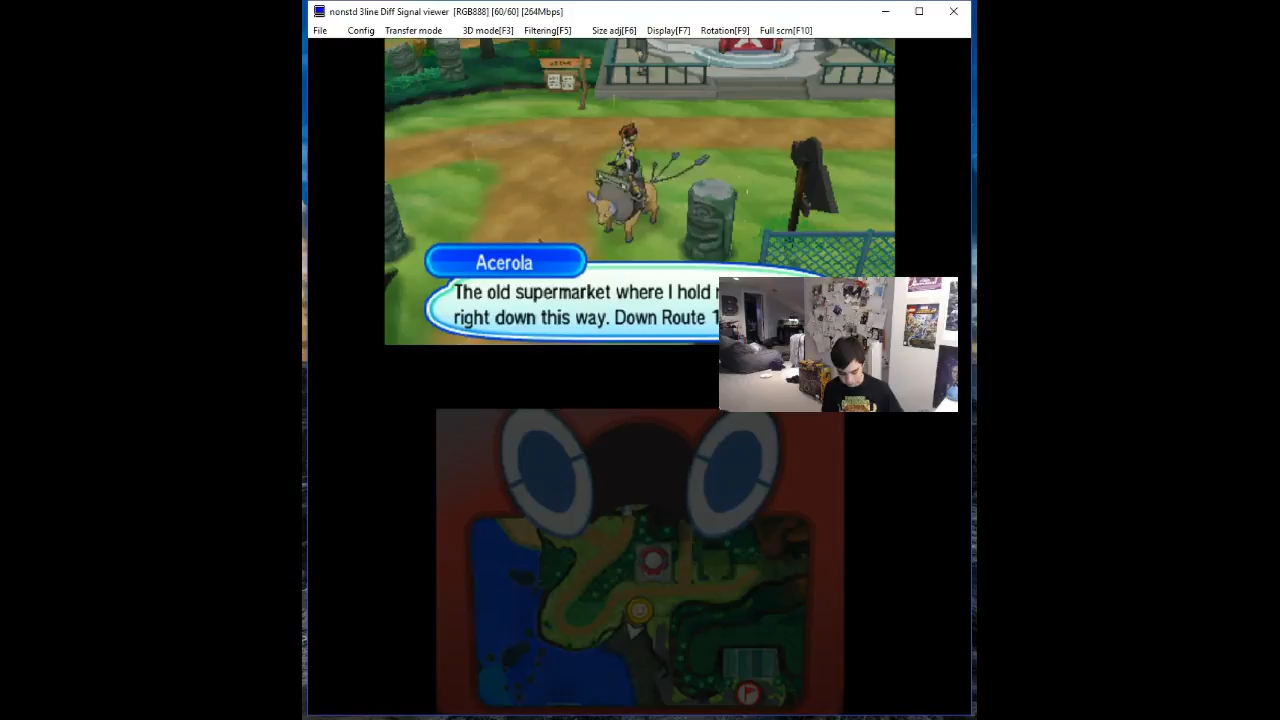 nonstd 3line Diff Signal viewer [RGB888] [60/60] [264Mbps]
File Config Transfer mode 3D mode[F3] Filtering[F5] Size adj[F6] Display[F7] Rotation[F9] Full scrn[F10]
Acerola
The old supermarket where I hold
right down this way. Down Route 1